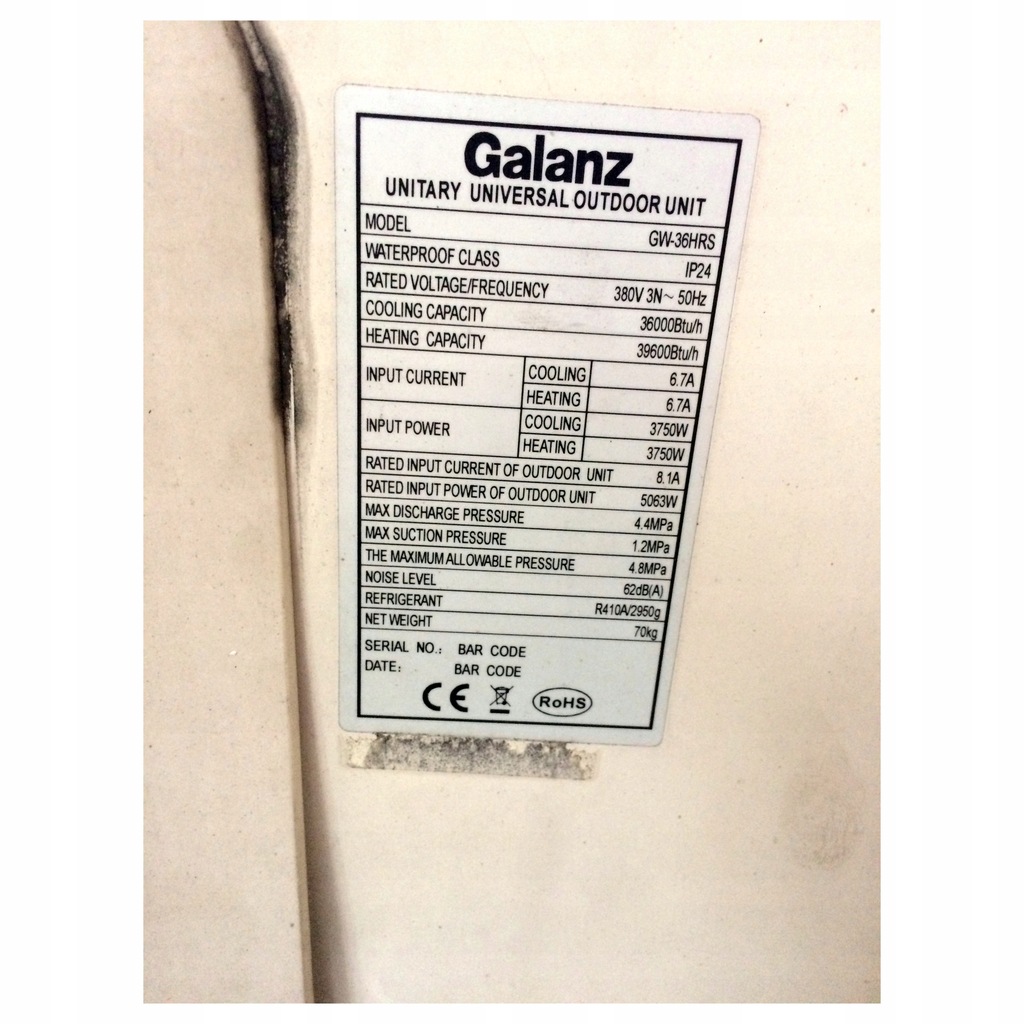 Galanz
UNITARY UNIVERSAL OUTDOOR UNIT
MODEL GW-36HRS
WATERPROOF CLASS IP24
RATED VOLTAGE/FREQUENCY 380V 3N~ 50Hz
COOLING CAPACITY 36000Btu/h
HEATING CAPACITY 39600Btu/h
INPUT CURRENT COOLING 6.7A
HEATING 6.7A
INPUT POWER COOLING 3750W
HEATING 3750W
RATED INPUT CURRENT OF OUTDOOR UNIT 8.1A
RATED INPUT POWER OF OUTDOOR UNIT 5063W
MAX DISCHARGE PRESSURE 4.4MPa
MAX SUCTION PRESSURE 1.2MPa
THE MAXIMUM ALLOWABLE PRESSURE 4.8MPa
NOISE LEVEL 62dB(A)
REFRIGERANT R410A/2950g
NET WEIGHT 70kg
SERIAL NO.: BAR CODE
DATE: BAR CODE
CE RoHS